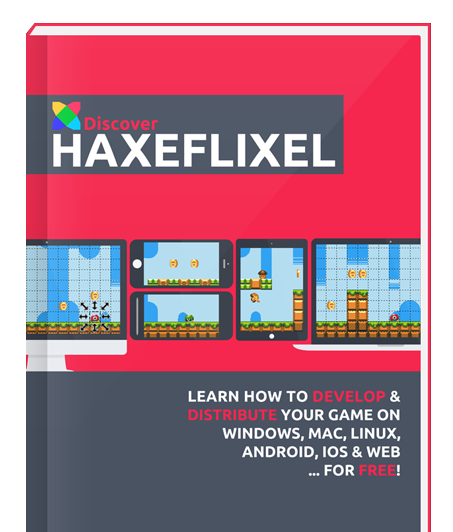 Discover
HAXEFLIXEL
LEARN HOW TO DEVELOP &
DISTRIBUTE YOUR GAME ON
WINDOWS, MAC, LINUX,
ANDROID, IOS & WEB
... FOR FREE!